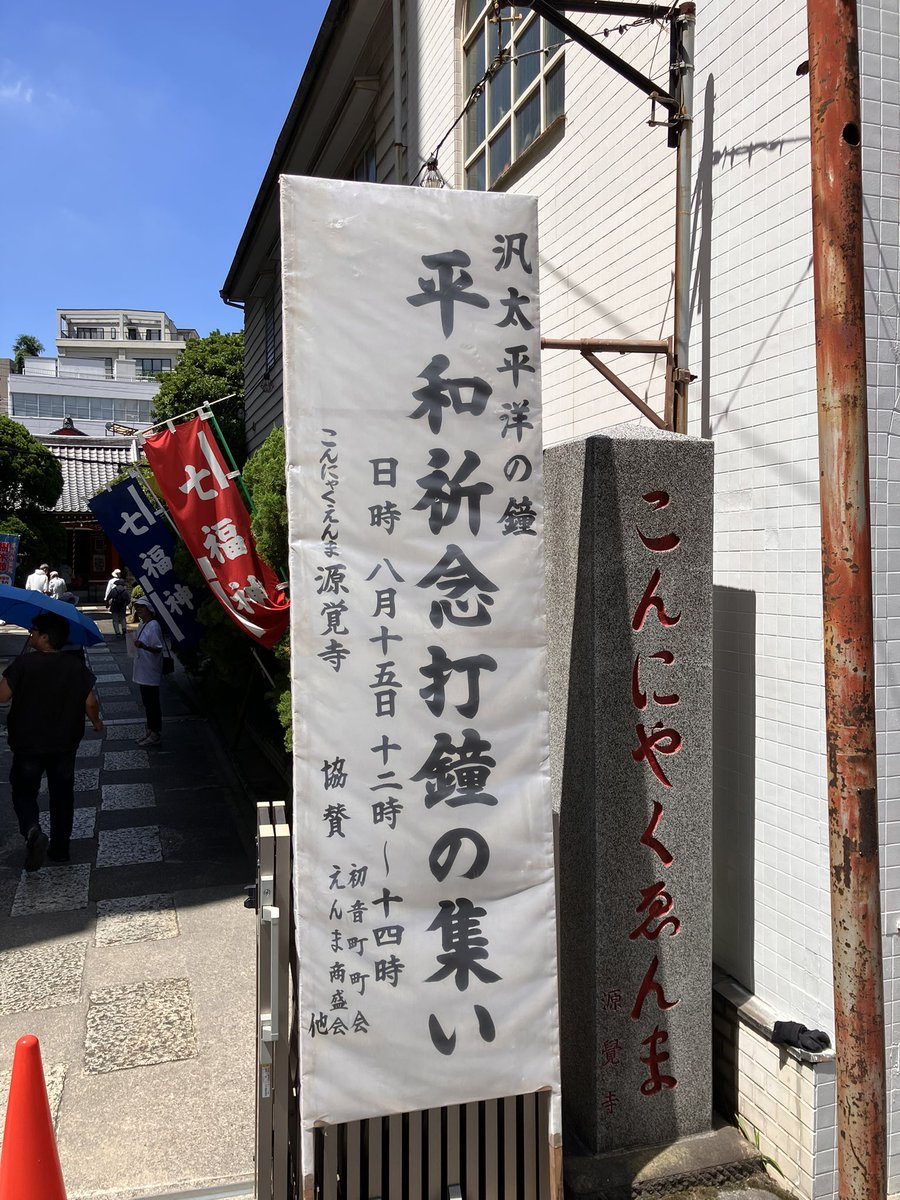 汎太平洋の鐘
平和祈念打鐘の集い
日時 八月十五日 十二時～十四時
こんにゃくえんま 源覚寺
協賛
初音町町会
えんま商盛会
他
こんにゃくゑんま
源覺寺
七福神
七福神